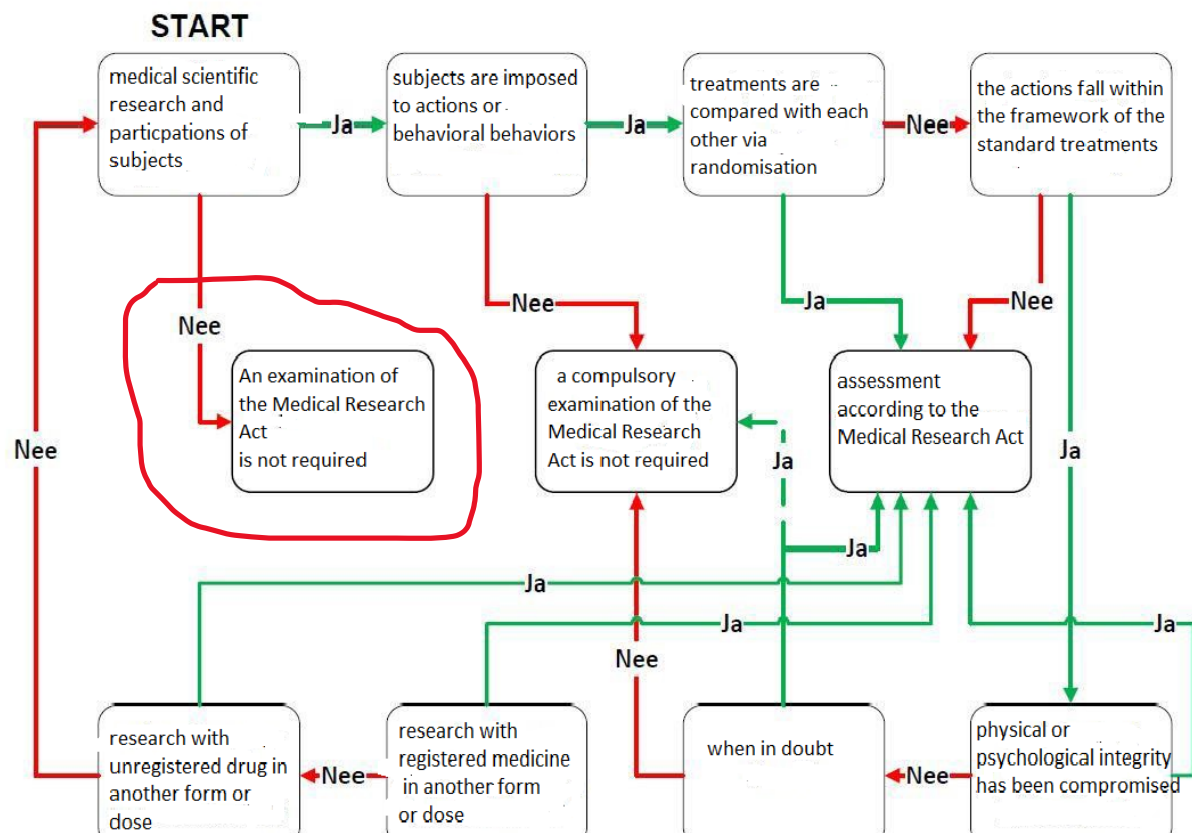 START
medical scientific
research and
particpations of
subjects
Ja
subjects are imposed
to actions or
behavioral behaviors
Ja
treatments are
compared with each
other via
randomisation
Nee
the actions fall within
the framework of the
standard treatments
Nee
Nee
Ja
Nee
An examination of
the Medical Research
Act
is not required
a compulsory
examination of the
Medical Research
Act is not required
assessment
according to the
Medical Research Act
Nee
Ja
Ja
Ja
Ja
Ja
Ja
Nee
research with
unregistered drug in
another form or
dose
Nee
research with
registered medicine
in another form
or dose
when in doubt
Nee
physical or
psychological integrity
has been compromised